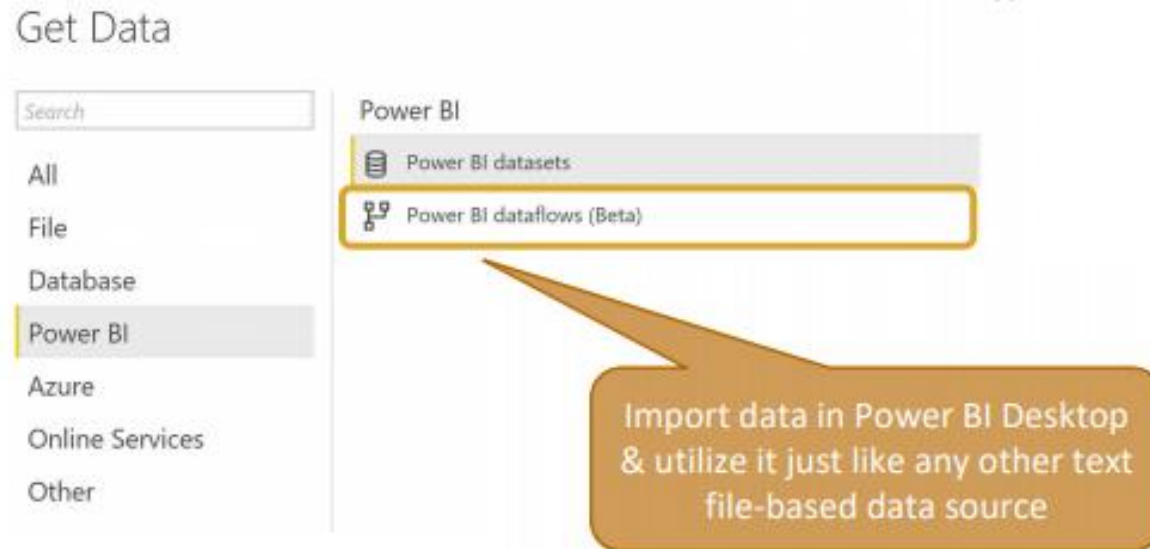 Get Data
Search
All
File
Database
Power BI
Azure
Online Services
Other
Power BI
Power BI datasets
Power BI dataflows (Beta)
Import data in Power BI Desktop
& utilize it just like any other text
file-based data source